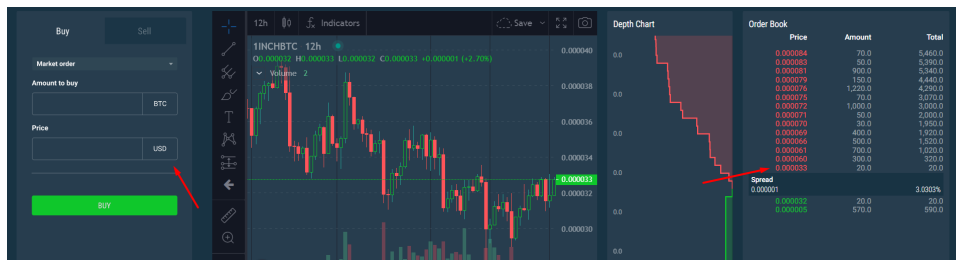 Buy
Sell
Market order
Amount to buy
BTC
Price
USD
BUY
12h
Indicators
Save
1INCHBTC 12h
O0.000032 H0.000033 L0.000032 C0.000033 +0.000001 (+2.70%)
Volume 2
0.000040
0.000036
0.000034
0.000033
0.000032
0.000030
Depth Chart
0.0
0.0
0.0
0.0
0.0
0.0
Order Book
Price Amount Total
0.000084 70.0 5,460.0
0.000083 50.0 5,390.0
0.000081 900.0 5,340.0
0.000079 150.0 4,440.0
0.000076 1,220.0 4,290.0
0.000075 70.0 3,070.0
0.000072 1,000.0 3,000.0
0.000071 50.0 2,000.0
0.000070 30.0 1,950.0
0.000069 400.0 1,920.0
0.000066 500.0 1,520.0
0.000061 700.0 1,020.0
0.000060 300.0 320.0
0.000033 20.0 20.0
Spread
0.000001 3.0303%
0.000032 20.0 20.0
0.000005 570.0 590.0